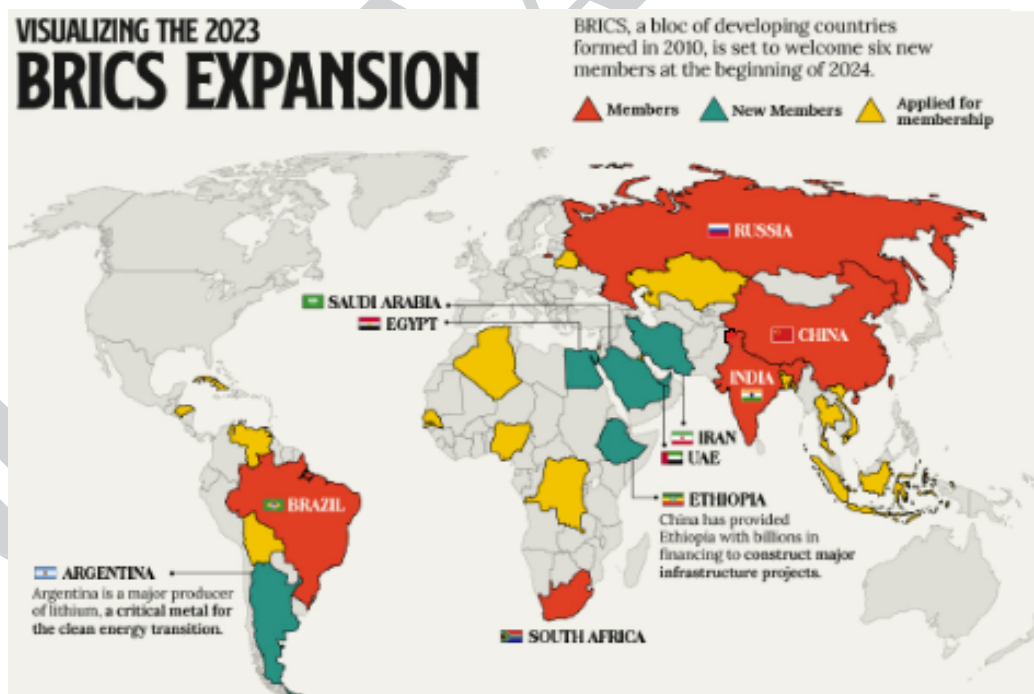 VISUALIZING THE 2023
BRICS EXPANSION
BRICS, a bloc of developing countries
formed in 2010, is set to welcome six new
members at the beginning of 2024.
Members
New Members
Applied for
membership
RUSSIA
SAUDI ARABIA
EGYPT
CHINA
INDIA
IRAN
UAE
BRAZIL
ETHIOPIA
China has provided
Ethiopia with billions in
financing to construct major
infrastructure projects.
ARGENTINA
Argentina is a major producer
of lithium, a critical metal for
the clean energy transition.
SOUTH AFRICA